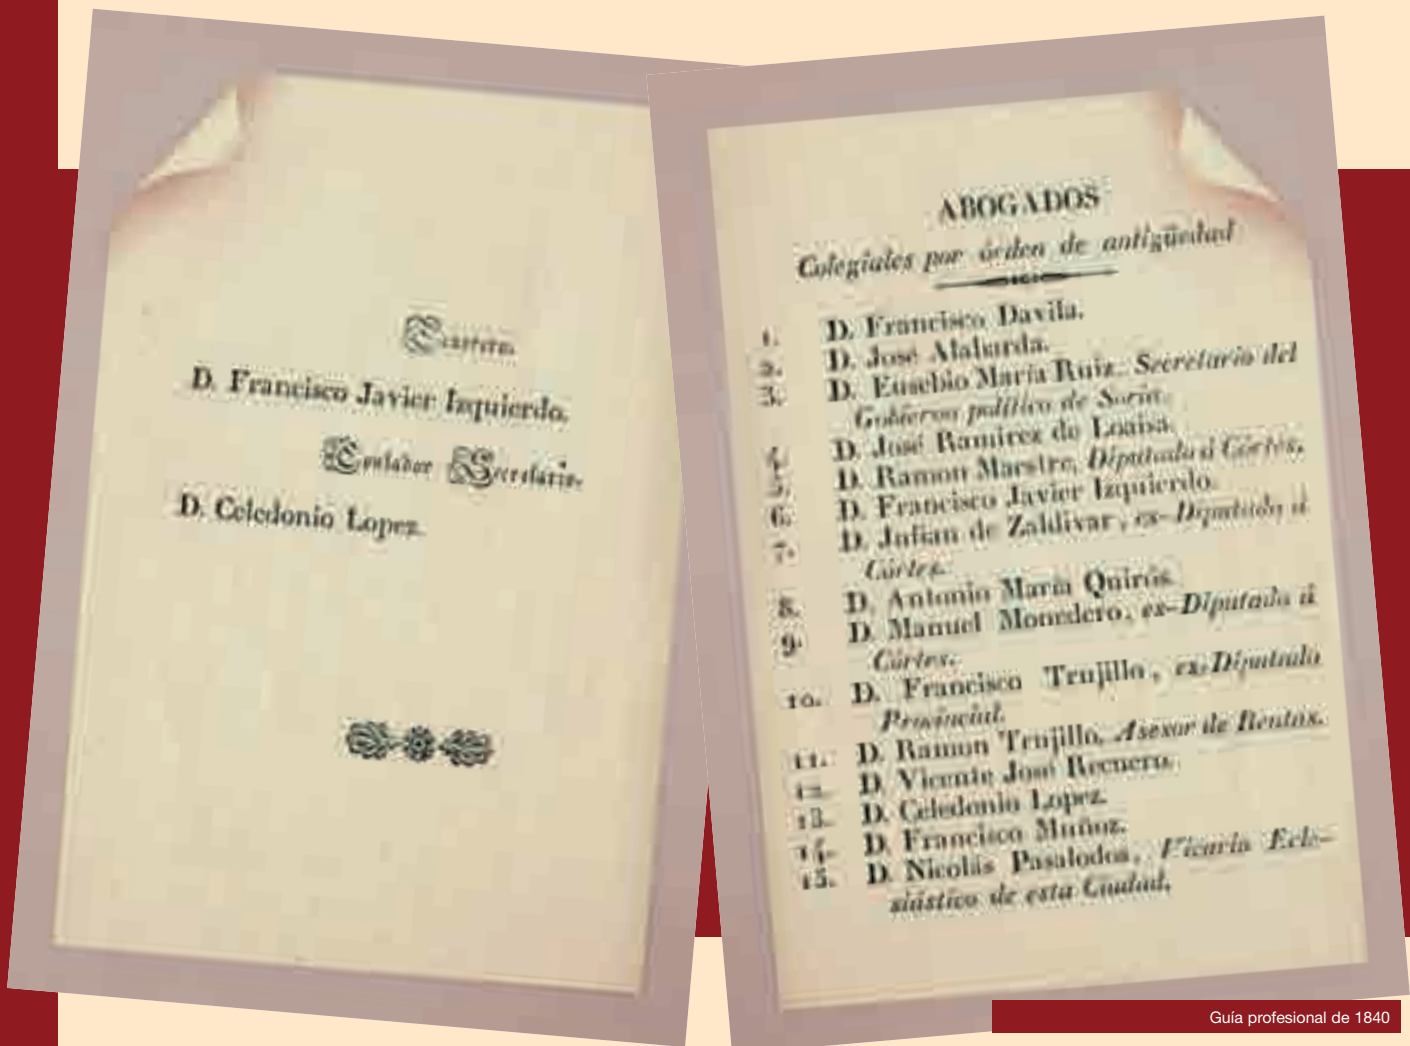 Tesorero.
D. Francisco Javier Izquierdo.
Contador Secretario.
D. Celedonio Lopez.
ABOGADOS
Colegiales por órden de antigüedad
1. D. Francisco Davila.
2. D. José
3. D. Eusebio María Ruiz. Secretario del
Gobierno político de Soria.
4. D. José Ramirez de Loaisa.
5. D. Ramon Maestre, Diputado á Córtes.
6. D. Francisco Javier Izquierdo.
7. D. Julian de Zaldivar, ex-Diputado á
Córtes.
8. D. Antonio María Quirós.
9. D. Manuel Monedero, ex-Diputado á
Córtes.
10. D. Francisco Trujillo, ex-Diputado
Provincial.
11. D. Ramon Trujillo, Asesor de Rentas.
12. D. Vicente José Recuero.
13. D. Celedonio Lopez.
14. D. Francisco Muñoz.
15. D. Nicolás Pasalodos, Vicario Ecle-
siástico de esta Ciudad.
Guía profesional de 1840